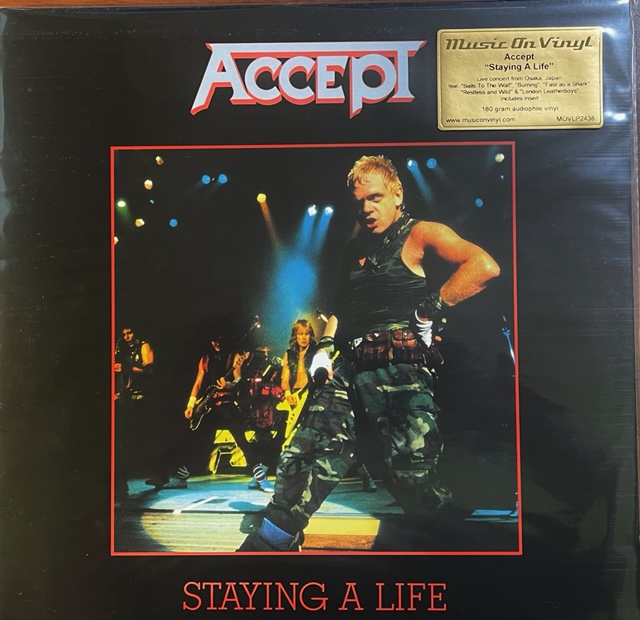 ACCEPT
Music On Vinyl
Accept
"Staying A Life"
Live concert from Osaka, Japan
feat. "Balls To The Wall", "Burning", "Fast as a Shark",
"Restless and Wild" & "London Leatherboys"
Includes insert
180 gram audiophile vinyl
www.musiconvinyl.com MOVLP2438
STAYING A LIFE